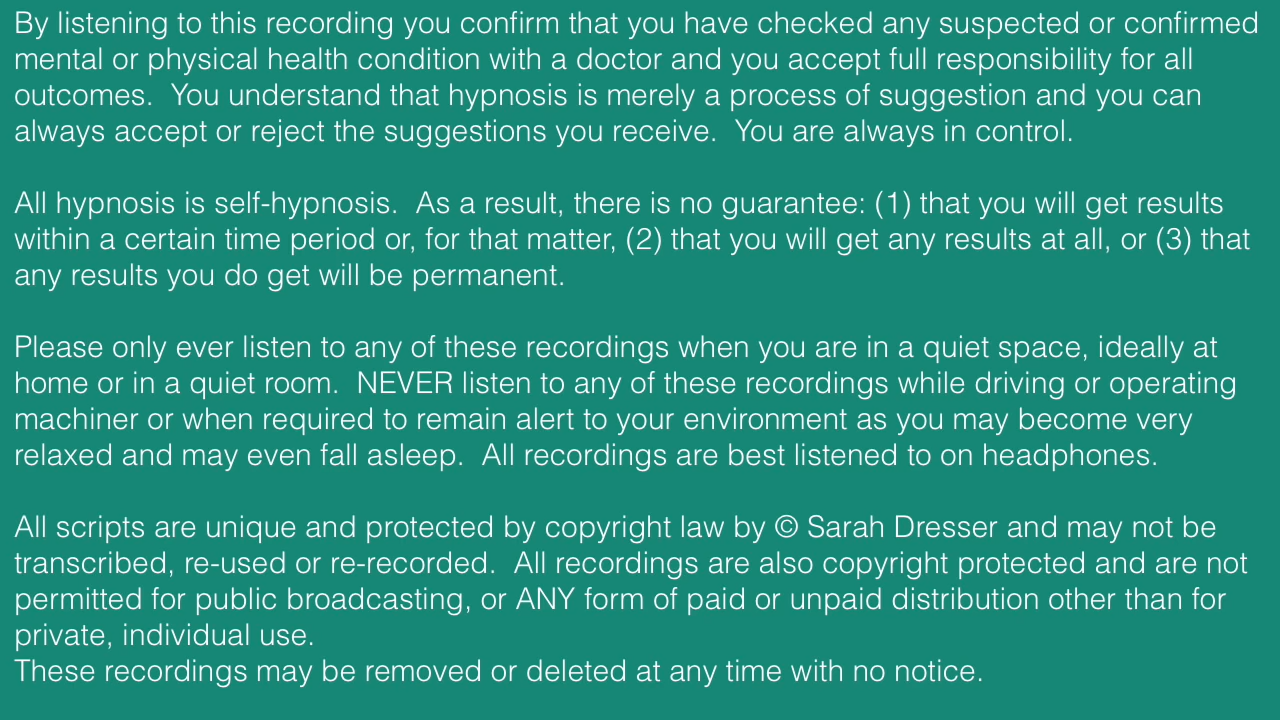 By listening to this recording you confirm that you have checked any suspected or confirmed
mental or physical health condition with a doctor and you accept full responsibility for all
outcomes.  You understand that hypnosis is merely a process of suggestion and you can
always accept or reject the suggestions you receive.  You are always in control.

All hypnosis is self-hypnosis.  As a result, there is no guarantee: (1) that you will get results
within a certain time period or, for that matter, (2) that you will get any results at all, or (3) that
any results you do get will be permanent.

Please only ever listen to any of these recordings when you are in a quiet space, ideally at
home or in a quiet room.  NEVER listen to any of these recordings while driving or operating
machiner or when required to remain alert to your environment as you may become very
relaxed and may even fall asleep.  All recordings are best listened to on headphones.

All scripts are unique and protected by copyright law by © Sarah Dresser and may not be
transcribed, re-used or re-recorded.  All recordings are also copyright protected and are not
permitted for public broadcasting, or ANY form of paid or unpaid distribution other than for
private, individual use.
These recordings may be removed or deleted at any time with no notice.